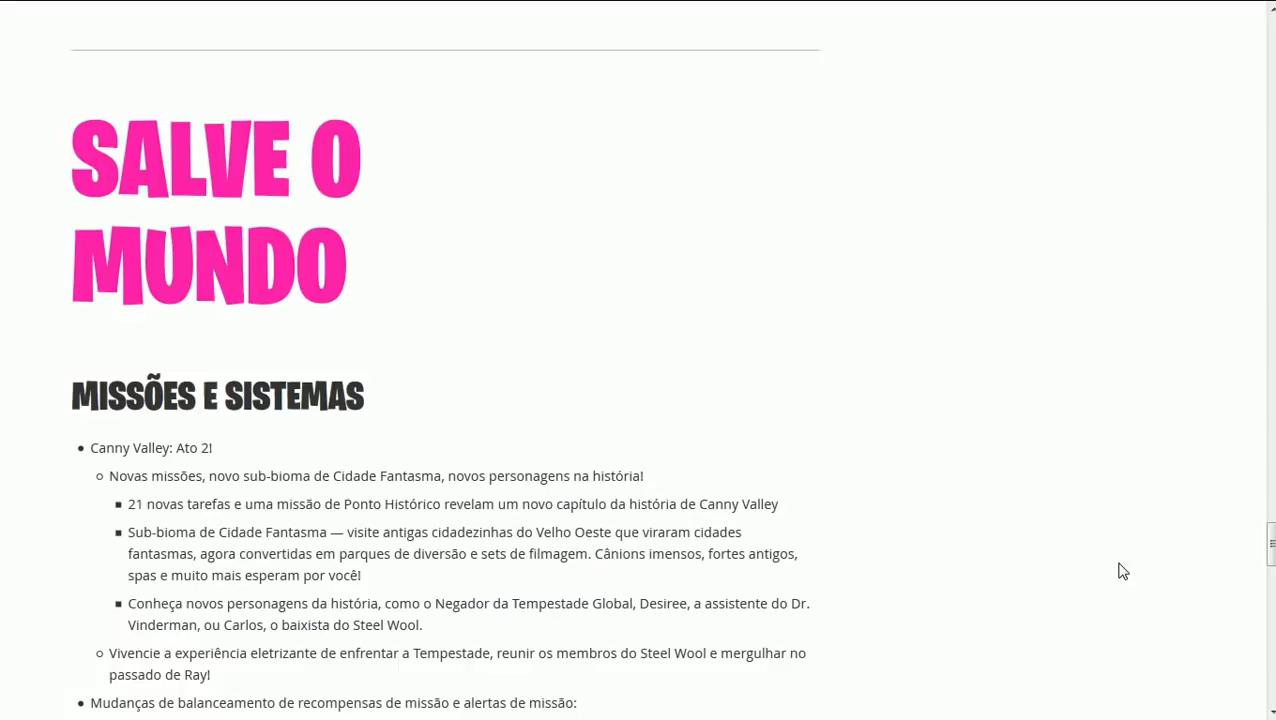 SALVE O
MUNDO
MISSÕES E SISTEMAS
Canny Valley: Ato 2!
Novas missões, novo sub-bioma de Cidade Fantasma, novos personagens na história!
21 novas tarefas e uma missão de Ponto Histórico revelam um novo capítulo da história de Canny Valley
Sub-bioma de Cidade Fantasma — visite antigas cidadezinhas do Velho Oeste que viraram cidades
fantasmas, agora convertidas em parques de diversão e sets de filmagem. Cânions imensos, fortes antigos,
spas e muito mais esperam por você!
Conheça novos personagens da história, como o Negador da Tempestade Global, Desiree, a assistente do Dr.
Vinderman, ou Carlos, o baixista do Steel Wool.
Vivencie a experiência eletrizante de enfrentar a Tempestade, reunir os membros do Steel Wool e mergulhar no
passado de Ray!
Mudanças de balanceamento de recompensas de missão e alertas de missão: